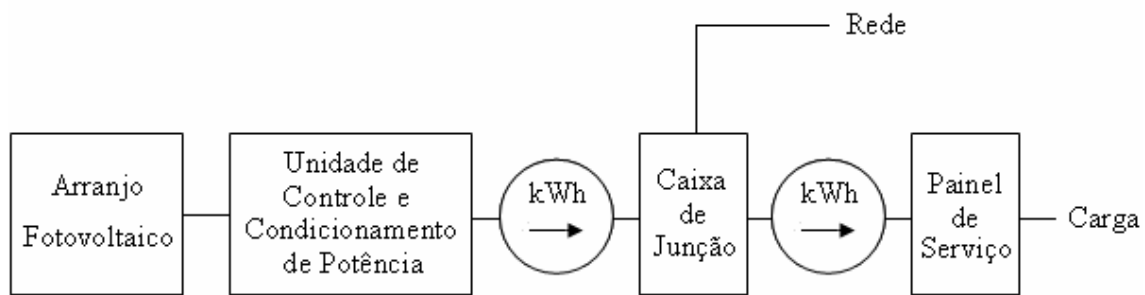 Rede
Arranjo
Fotovoltaico
Unidade de
Controle e
Condicionamento
de Potência
kWh
Caixa
de
Junção
kWh
Painel
de
Serviço
Carga